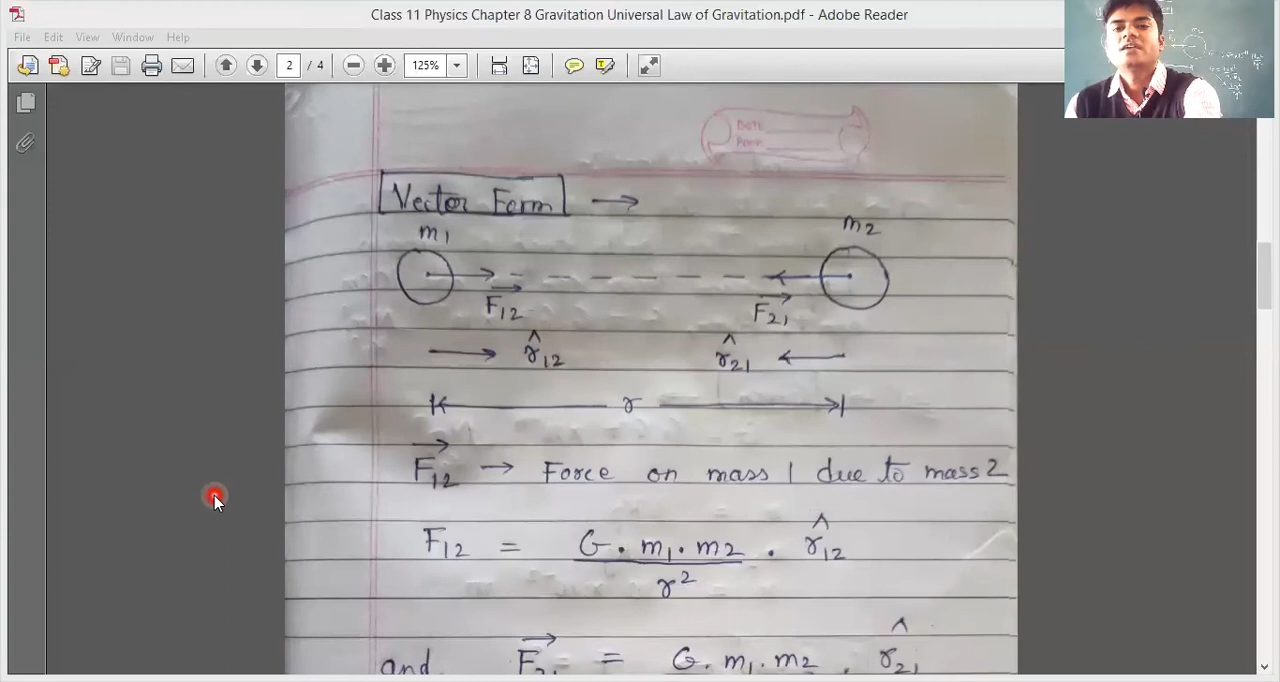 Class 11 Physics Chapter 8 Gravitation Universal Law of Gravitation.pdf - Adobe Reader
File Edit View Window Help
2 / 4 125%
Date
Vector Form →
m₁ m₂
F₁₂ F₂₁
r̂₁₂ r̂₂₁
r
F₁₂ → Force on mass 1 due to mass 2
F₁₂ = G . m₁ . m₂ . r̂₁₂
r²
and = G. m₁. m₂ . r̂₂₁